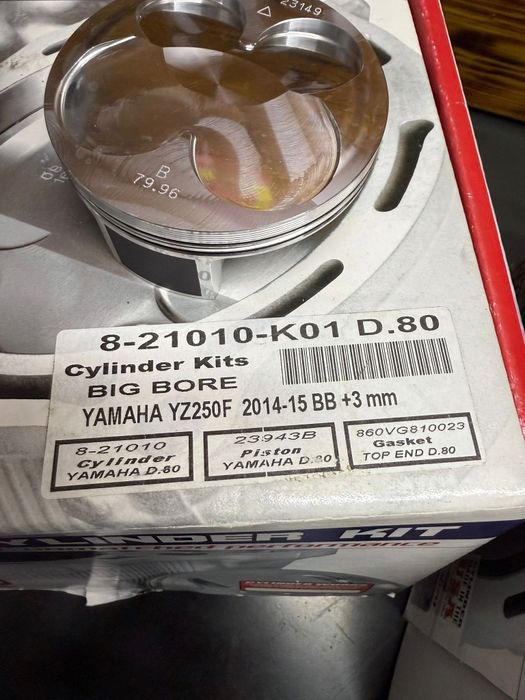 23149
B
79.96
8-21010-K01 D.80
Cylinder Kits
BIG BORE
YAMAHA YZ250F 2014-15 BB +3 mm
8-21010
Cylinder
YAMAHA D.80
23943B
Piston
YAMAHA D.80
860VG810023
Gasket
TOP END D.80
CYLINDER KIT
performance